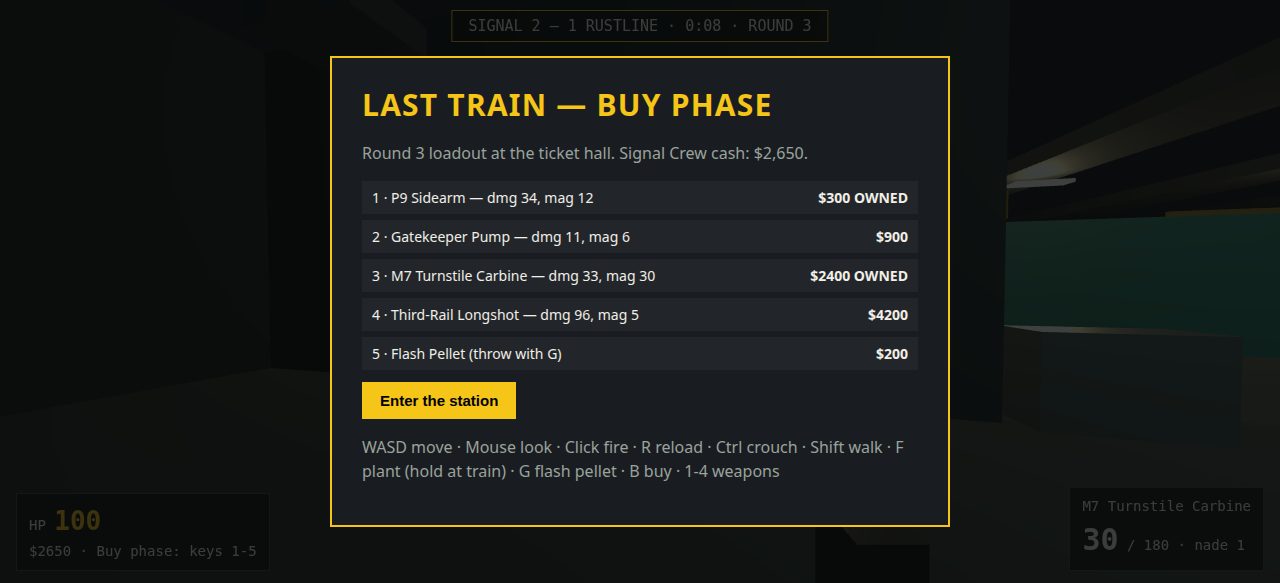 SIGNAL 2 — 1 RUSTLINE · 0:08 · ROUND 3
LAST TRAIN — BUY PHASE
Round 3 loadout at the ticket hall. Signal Crew cash: $2,650.
1 · P9 Sidearm — dmg 34, mag 12 $300 OWNED
2 · Gatekeeper Pump — dmg 11, mag 6 $900
3 · M7 Turnstile Carbine — dmg 33, mag 30 $2400 OWNED
4 · Third-Rail Longshot — dmg 96, mag 5 $4200
5 · Flash Pellet (throw with G) $200
Enter the station
WASD move · Mouse look · Click fire · R reload · Ctrl crouch · Shift walk · F
plant (hold at train) · G flash pellet · B buy · 1-4 weapons
HP 100
$2650 · Buy phase: keys 1-5
M7 Turnstile Carbine
30 / 180 · nade 1